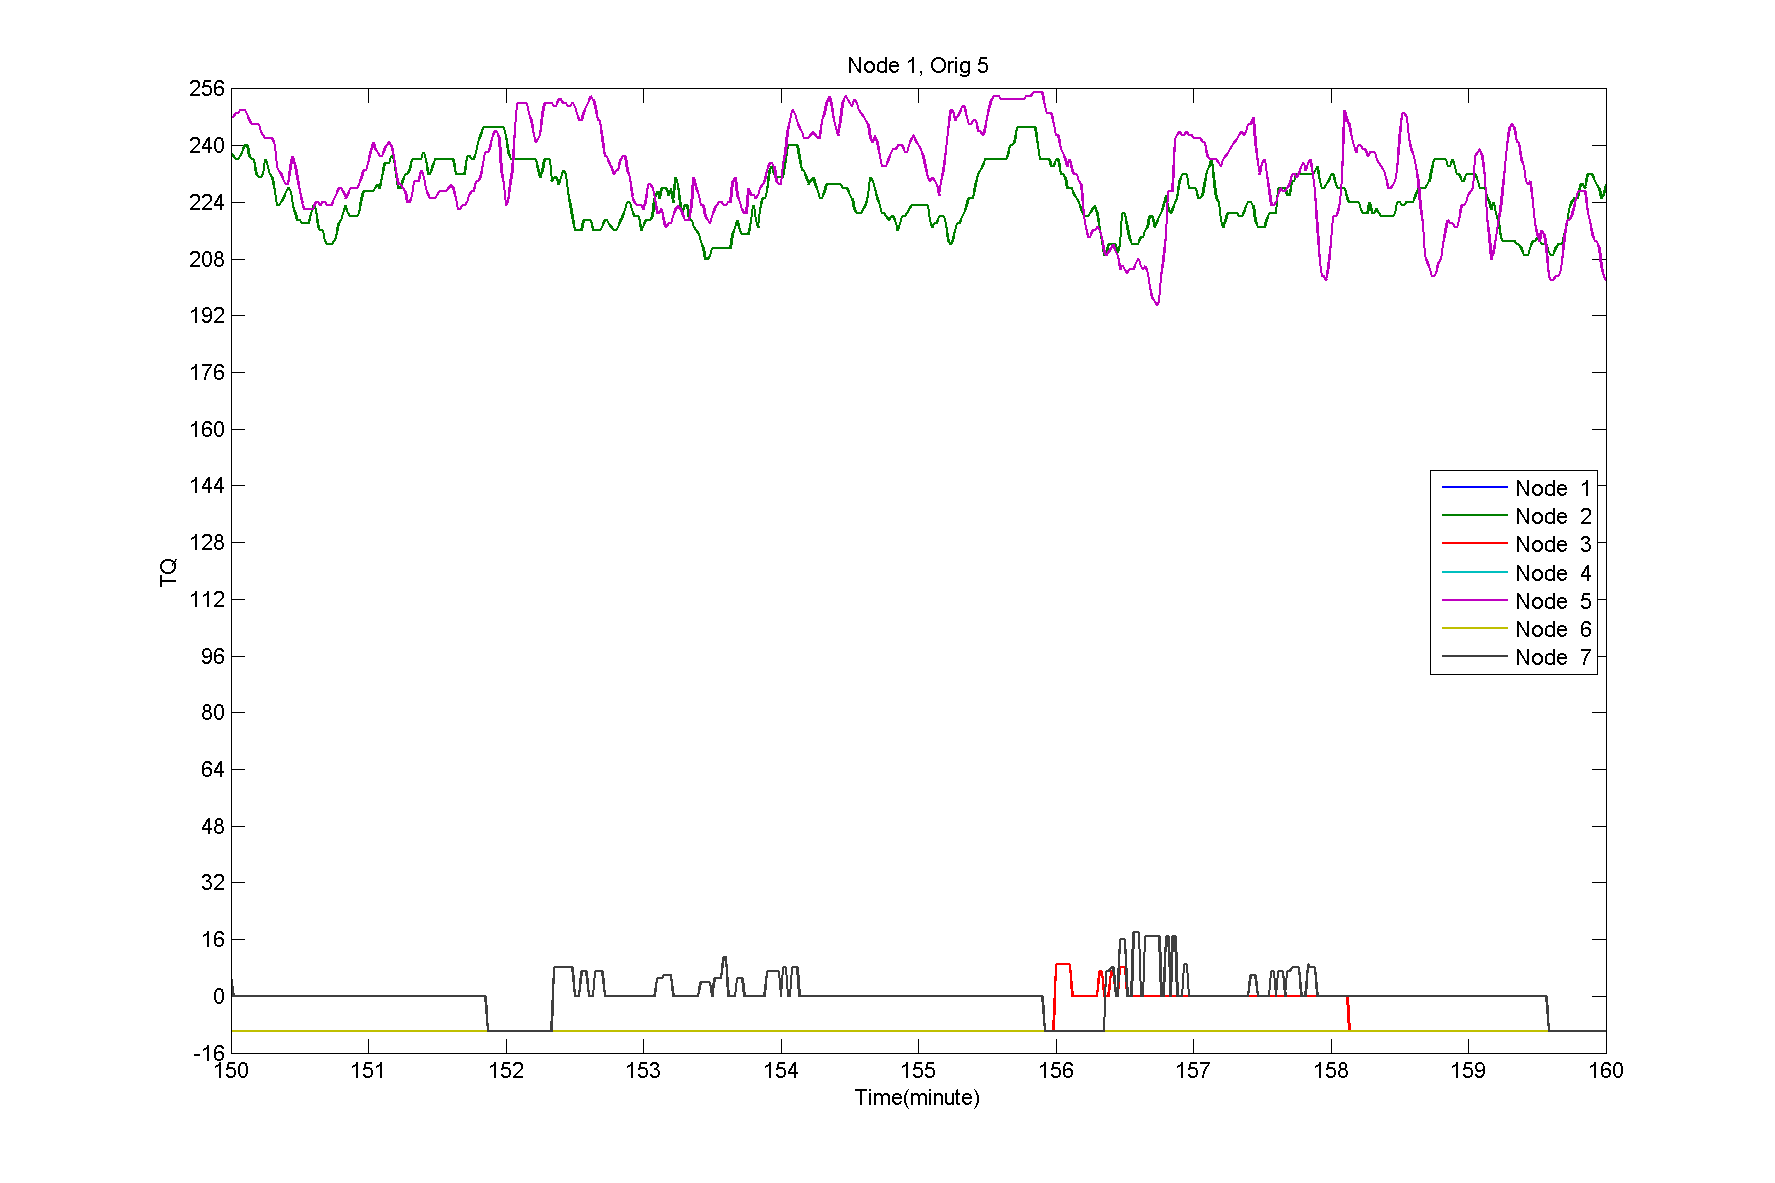 Node 1, Orig 5
256
240
224
208
192
176
160
144
128
112
96
80
64
48
32
16
0
-16
TQ
Node 1
Node 2
Node 3
Node 4
Node 5
Node 6
Node 7
150 151 152 153 154 155 156 157 158 159 160
Time(minute)